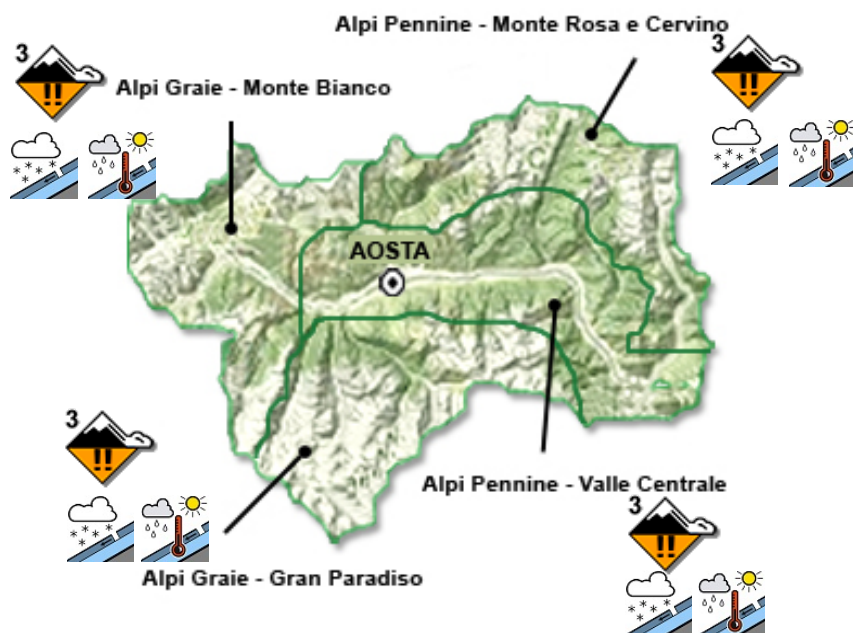 Alpi Pennine - Monte Rosa e Cervino
3
!!
3
!!
Alpi Graie - Monte Bianco
AOSTA
3
!!
Alpi Pennine - Valle Centrale
3
!!
Alpi Graie - Gran Paradiso